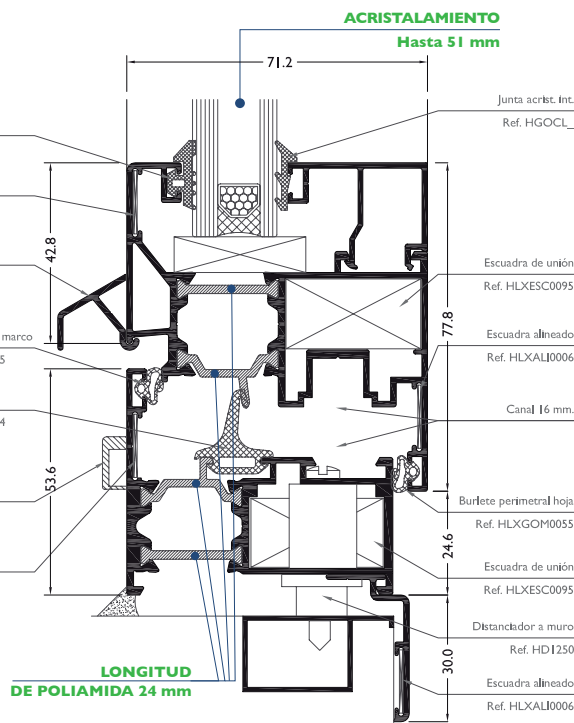 ACRISTALAMIENTO
Hasta 51 mm
71.2
Junta acrist. int.
Ref. HGOCL_
42.8
Escuadra de unión
Ref. HLXESC0095
77.8
marco
5
Escuadra alineado
Ref. HLXALI0006
4
Canal 16 mm.
53.6
Burlete perimetral hoja
Ref. HLXGOM0055
24.6
Escuadra de unión
Ref. HLXESC0095
Distanciador a muro
Ref. HD1250
30.0
LONGITUD
DE POLIAMIDA 24 mm
Escuadra alineado
Ref. HLXALI0006